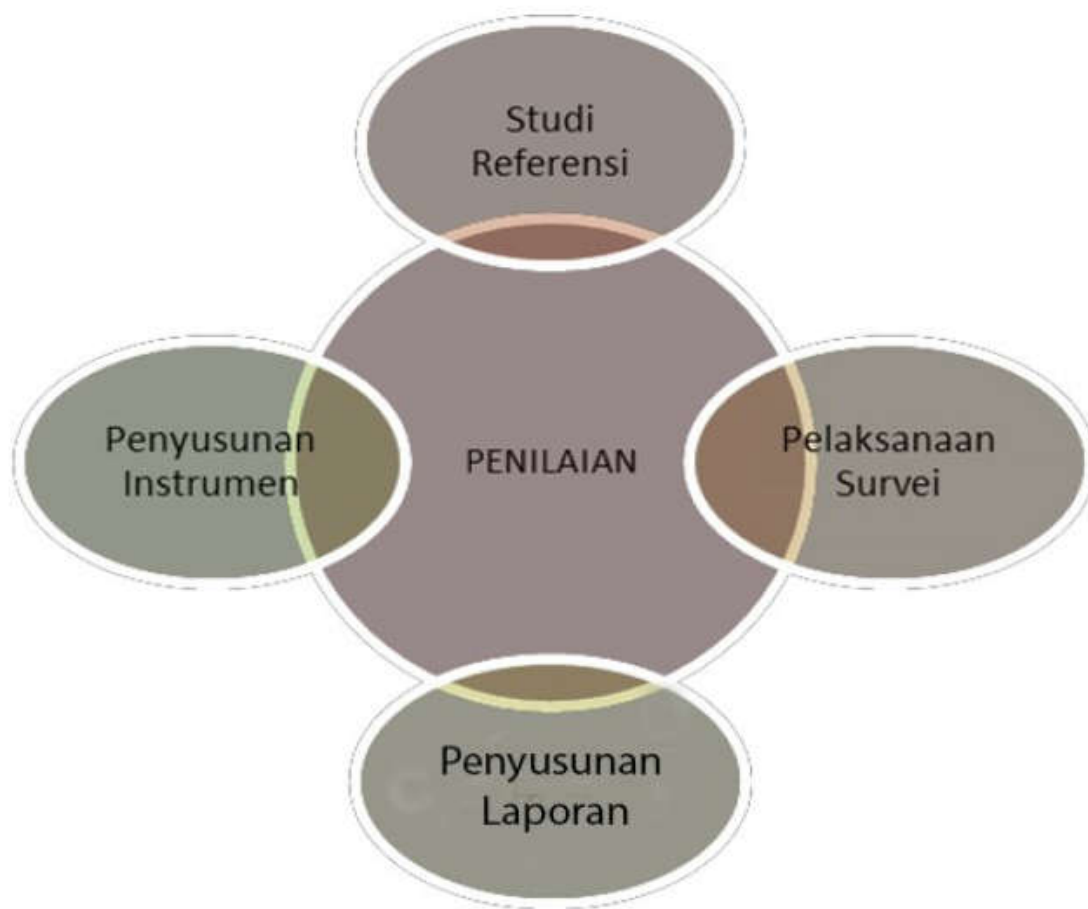 Studi
Referensi
Penyusunan
Instrumen
PENILAIAN
Pelaksanaan
Survei
Penyusunan
Laporan